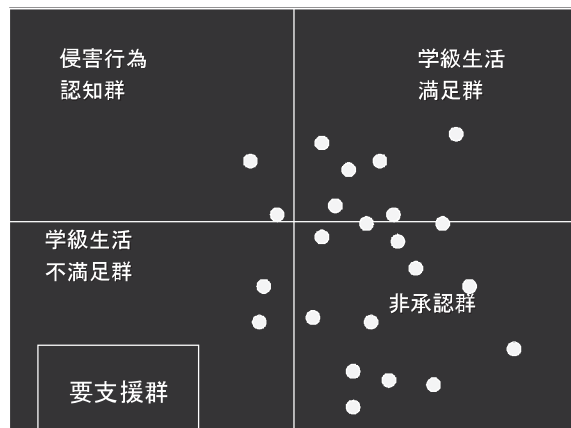 侵害行為
認知群
学級生活
満足群
学級生活
不満足群
非承認群
要支援群